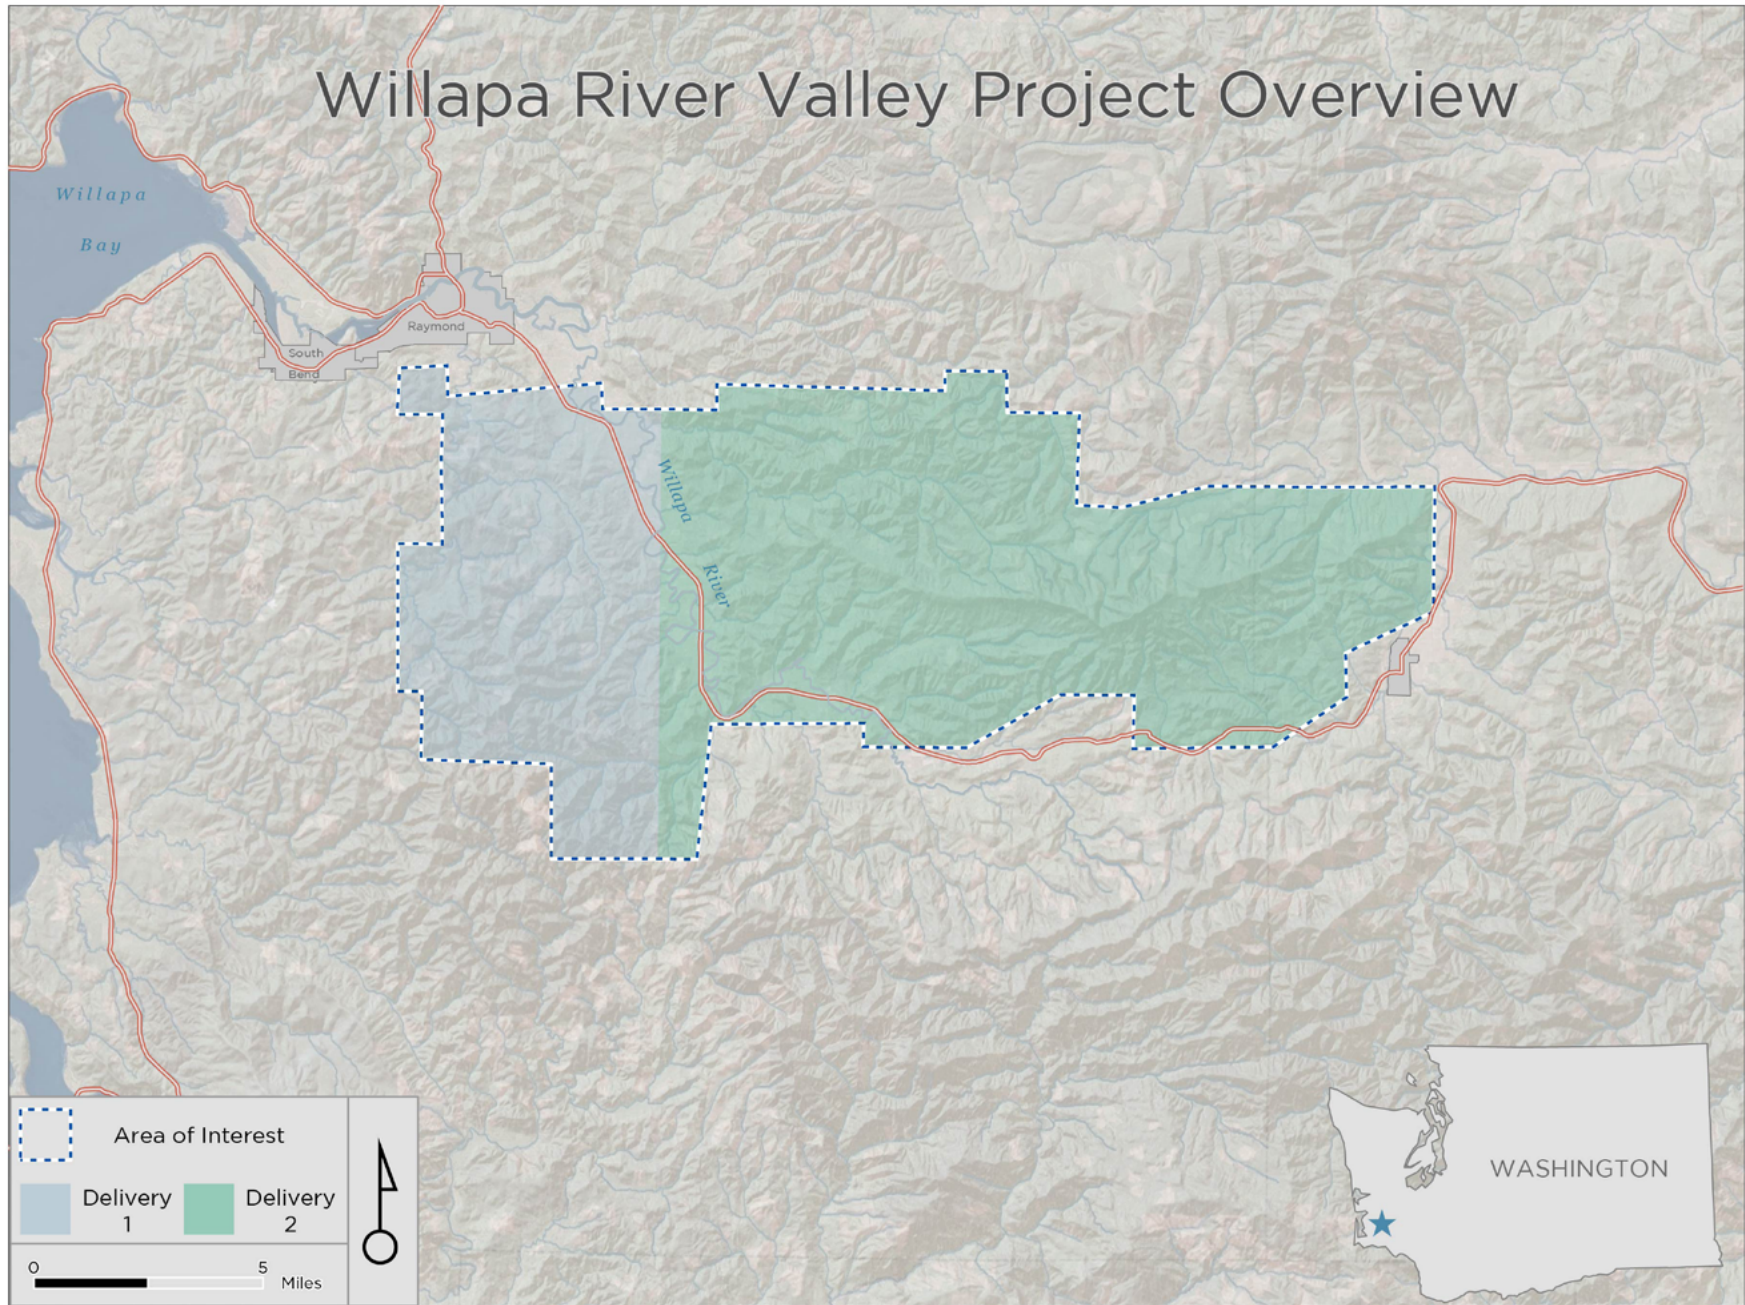 Willapa River Valley Project Overview
Willapa
Bay
Raymond
South
Bend
Willapa
River
Area of Interest
Delivery
1
Delivery
2
0
5
Miles
WASHINGTON